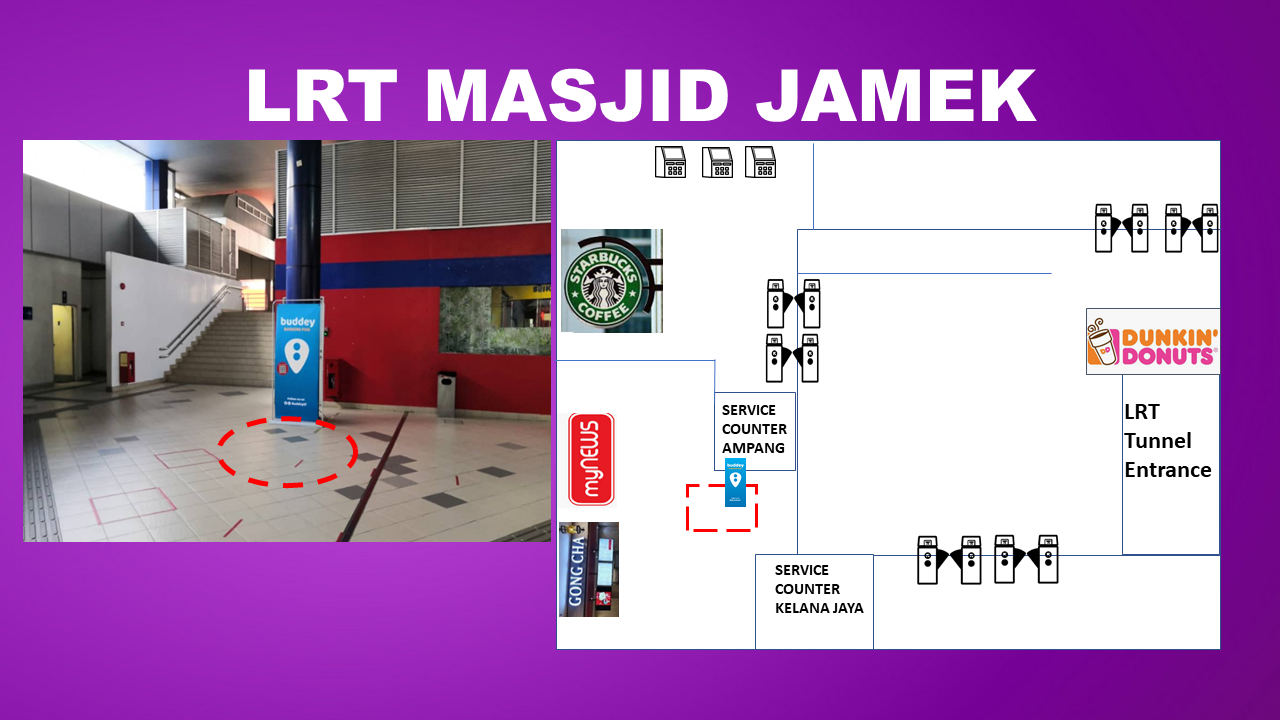 LRT MASJID JAMEK
buddey
STARBUCKS
COFFEE
DUNKIN'
DONUTS
DD
LRT
Tunnel
Entrance
SERVICE
COUNTER
AMPANG
myNEWS
buddey
GONG CHA
SERVICE
COUNTER
KELANA JAYA